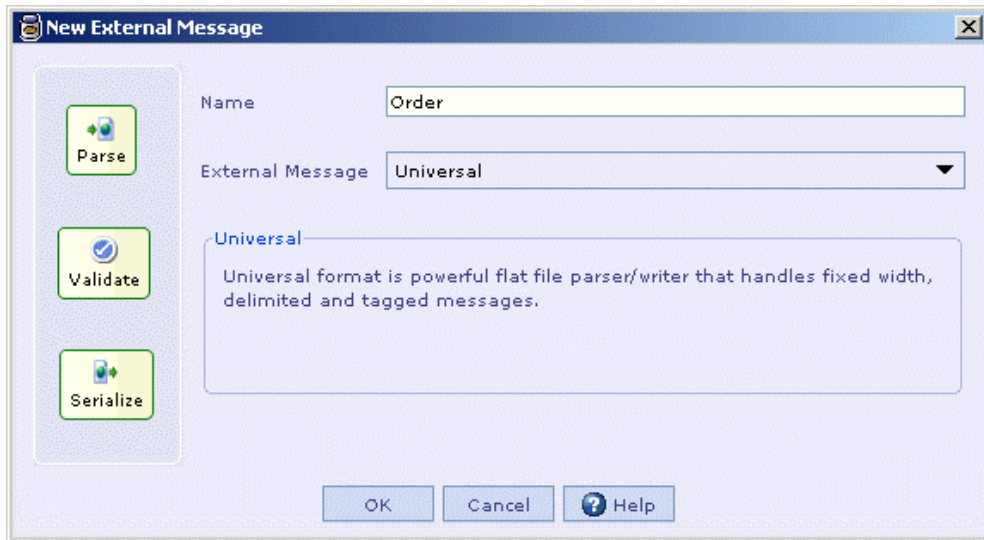 New External Message
Parse
Validate
Serialize
Name
Order
External Message
Universal
Universal
Universal format is powerful flat file parser/writer that handles fixed width,
delimited and tagged messages.
OK
Cancel
Help